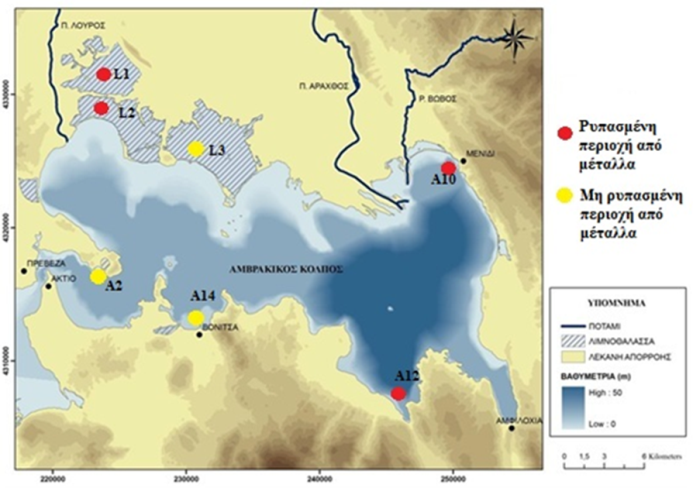 Π. ΛΟΥΡΟΣ
L1
L2
L3
Π. ΑΡΑΧΘΟΣ
Ρ. ΒΩΒΟΣ
ΜΕΝΙΔΙ
A10
ΑΜΒΡΑΚΙΚΟΣ ΚΟΛΠΟΣ
ΠΡΕΒΕΖΑ
ΑΚΤΙΟ
A2
A14
ΒΟΝΙΤΣΑ
A12
ΑΜΦΙΛΟΧΙΑ
4330000
4320000
4310000
220000
230000
240000
250000
Ρυπασμένη
περιοχή από
μέταλλα
Μη ρυπασμένη
περιοχή από
μέταλλα
ΥΠΟΜΝΗΜΑ
ΠΟΤΑΜΙ
ΛΙΜΝΟΘΑΛΑΣΣΑ
ΛΕΚΑΝΗ ΑΠΟΡΡΟΗΣ
ΒΑΘΥΜΕΤΡΙΑ (m)
High : 50
Low : 0
0 1,5 3 6 Kilometers